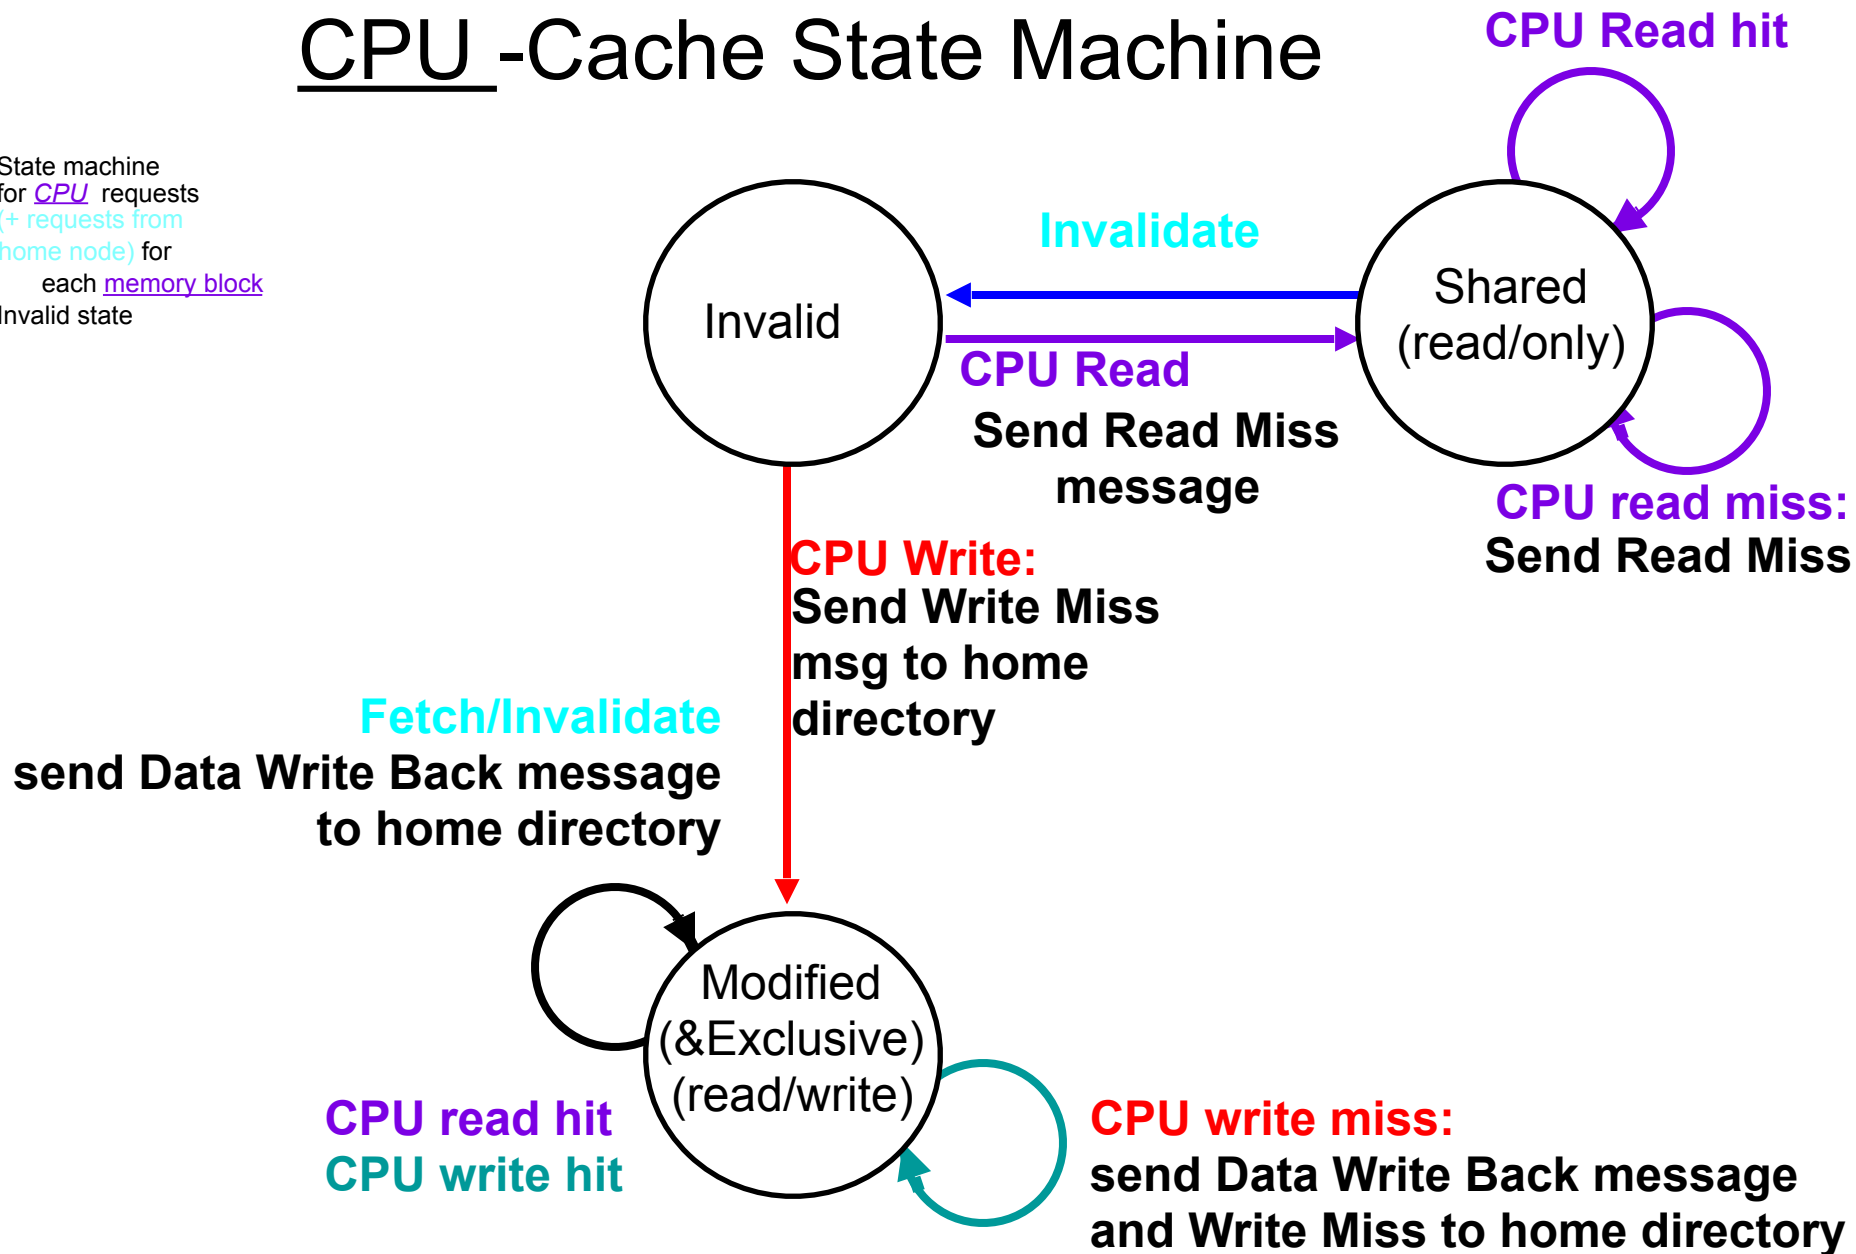 CPU -Cache State Machine
CPU Read hit
State machine
for CPU requests
(+ requests from
home node) for
each memory block
Invalid state
Invalidate
Invalid
Shared
(read/only)
CPU Read
Send Read Miss
message
CPU read miss:
Send Read Miss
CPU Write:
Send Write Miss
msg to home
directory
Fetch/Invalidate
send Data Write Back message
to home directory
Modified
(&Exclusive)
(read/write)
CPU read hit
CPU write hit
CPU write miss:
send Data Write Back message
and Write Miss to home directory